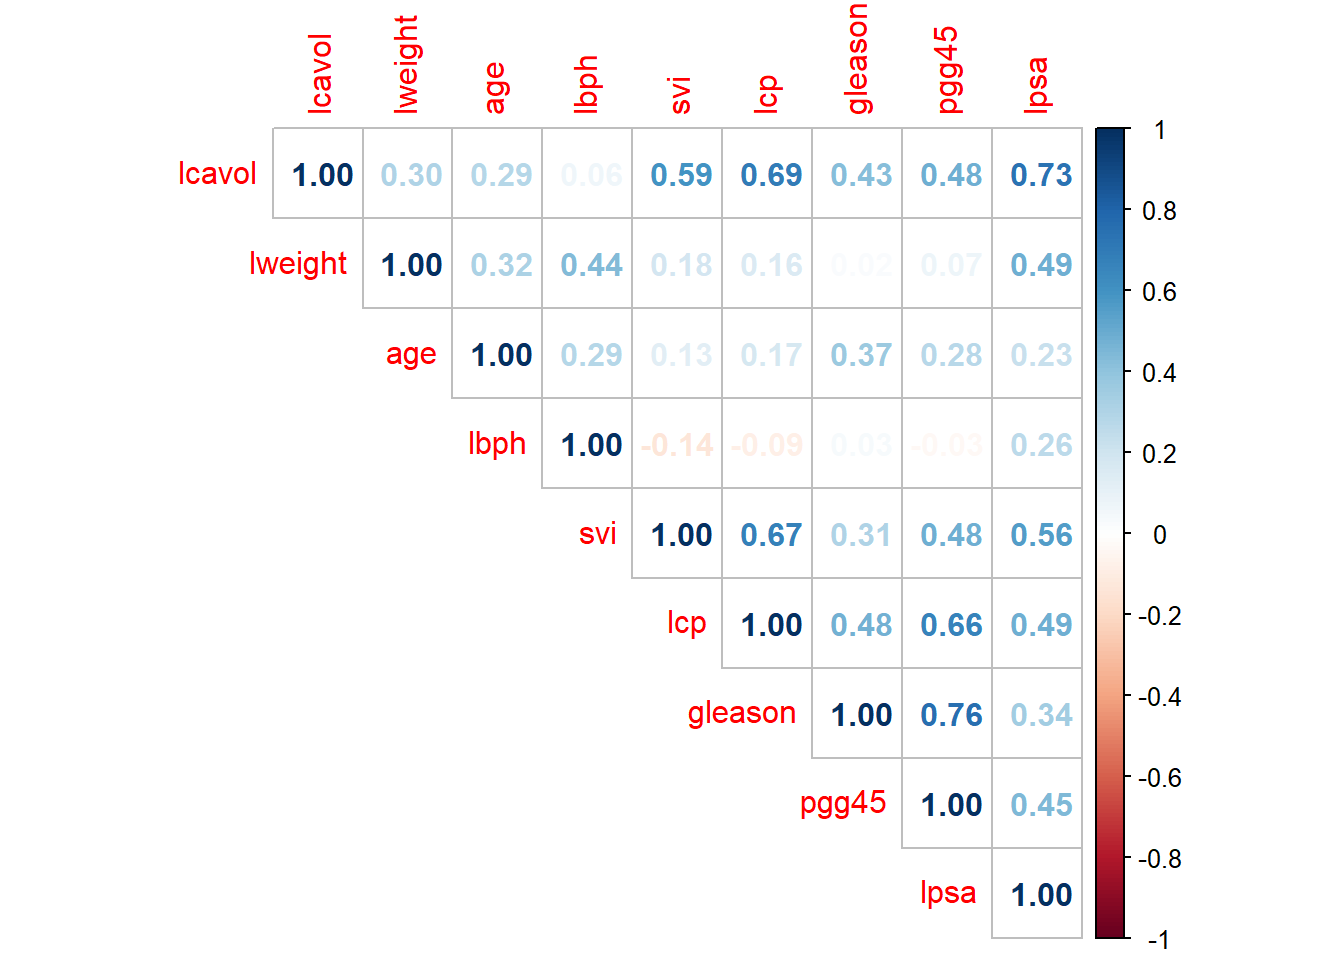 lcavol lweight age lbph svi lcp gleason pgg45 lpsa
lcavol 1.00 0.30 0.29 0.06 0.59 0.69 0.43 0.48 0.73
lweight 1.00 0.32 0.44 0.18 0.16 0.02 0.07 0.49
age 1.00 0.29 0.13 0.17 0.37 0.28 0.23
lbph 1.00 -0.14 -0.09 0.03 -0.03 0.26
svi 1.00 0.67 0.31 0.48 0.56
lcp 1.00 0.48 0.66 0.49
gleason 1.00 0.76 0.34
pgg45 1.00 0.45
lpsa 1.00
1
0.8
0.6
0.4
0.2
0
-0.2
-0.4
-0.6
-0.8
-1